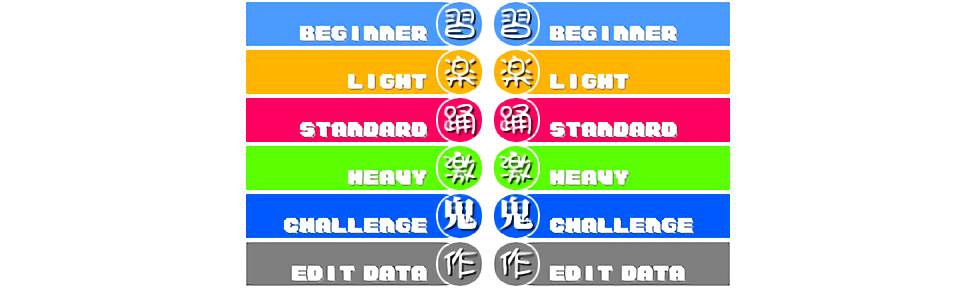 BEGINNER 習 習 BEGINNER
LIGHT 楽 楽 LIGHT
STANDARD 踊 踊 STANDARD
HEAVY 激 激 HEAVY
CHALLENGE 鬼 鬼 CHALLENGE
EDIT DATA 作 作 EDIT DATA